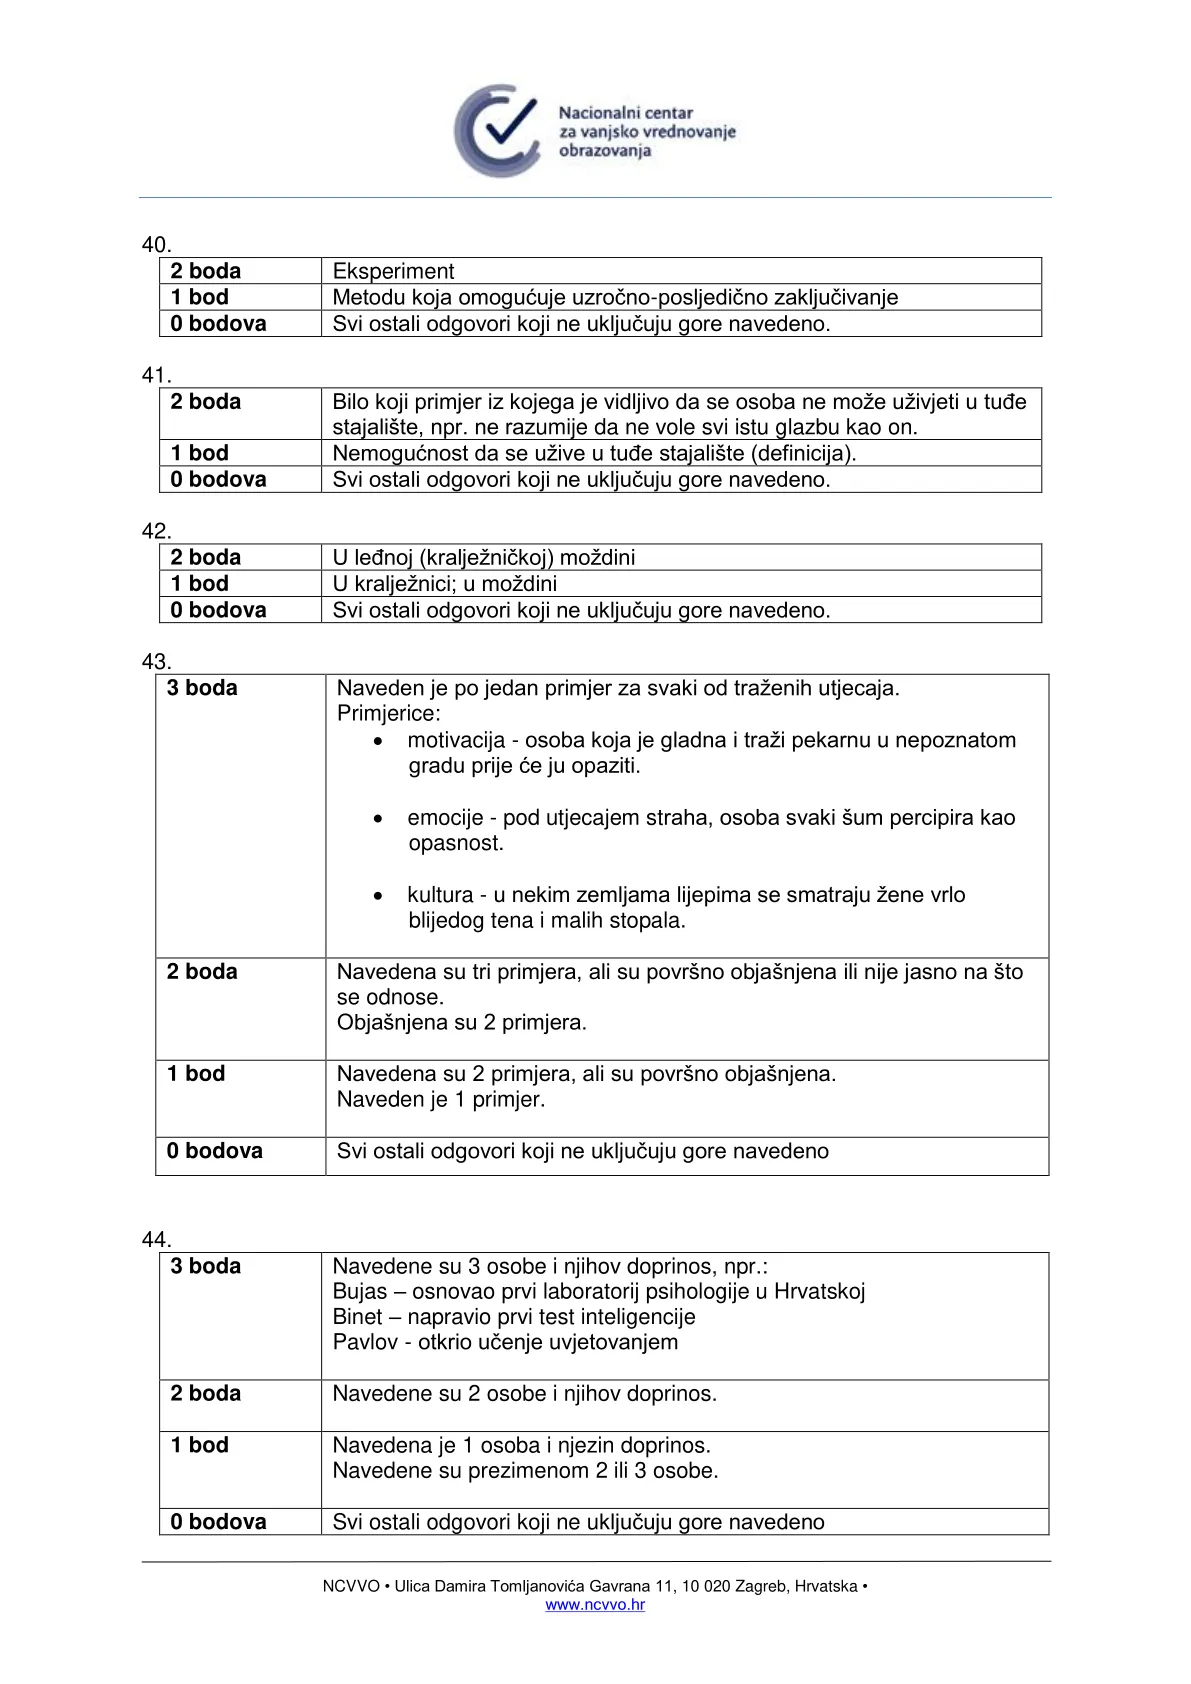 Nacionalni centar
za vanjsko vrednovanje
obrazovanja
40.
2 boda Eksperiment
1 bod Metodu koja omogućuje uzročno-posljedično zaključivanje
0 bodova Svi ostali odgovori koji ne uključuju gore navedeno.
41.
2 boda Bilo koji primjer iz kojega je vidljivo da se osoba ne može uživjeti u tuđe
stajalište, npr. ne razumije da ne vole svi istu glazbu kao on.
1 bod Nemogućnost da se užive u tuđe stajalište (definicija).
0 bodova Svi ostali odgovori koji ne uključuju gore navedeno.
42.
2 boda U leđnoj (kralježničkoj) moždini
1 bod U kralježnici; u moždini
0 bodova Svi ostali odgovori koji ne uključuju gore navedeno.
43.
3 boda Naveden je po jedan primjer za svaki od traženih utjecaja.
Primjerice:
• motivacija - osoba koja je gladna i traži pekarnu u nepoznatom
gradu prije će ju opaziti.
• emocije - pod utjecajem straha, osoba svaki šum percipira kao
opasnost.
• kultura - u nekim zemljama lijepima se smatraju žene vrlo
blijedog tena i malih stopala.
2 boda Navedena su tri primjera, ali su površno objašnjena ili nije jasno na što
se odnose.
Objašnjena su 2 primjera.
1 bod Navedena su 2 primjera, ali su površno objašnjena.
Naveden je 1 primjer.
0 bodova Svi ostali odgovori koji ne uključuju gore navedeno
44.
3 boda Navedene su 3 osobe i njihov doprinos, npr.:
Bujas – osnovao prvi laboratorij psihologije u Hrvatskoj
Binet – napravio prvi test inteligencije
Pavlov - otkrio učenje uvjetovanjem
2 boda Navedene su 2 osobe i njihov doprinos.
1 bod Navedena je 1 osoba i njezin doprinos.
Navedene su prezimenom 2 ili 3 osobe.
0 bodova Svi ostali odgovori koji ne uključuju gore navedeno
NCVVO • Ulica Damira Tomljanovića Gavrana 11, 10 020 Zagreb, Hrvatska •
www.ncvvo.hr